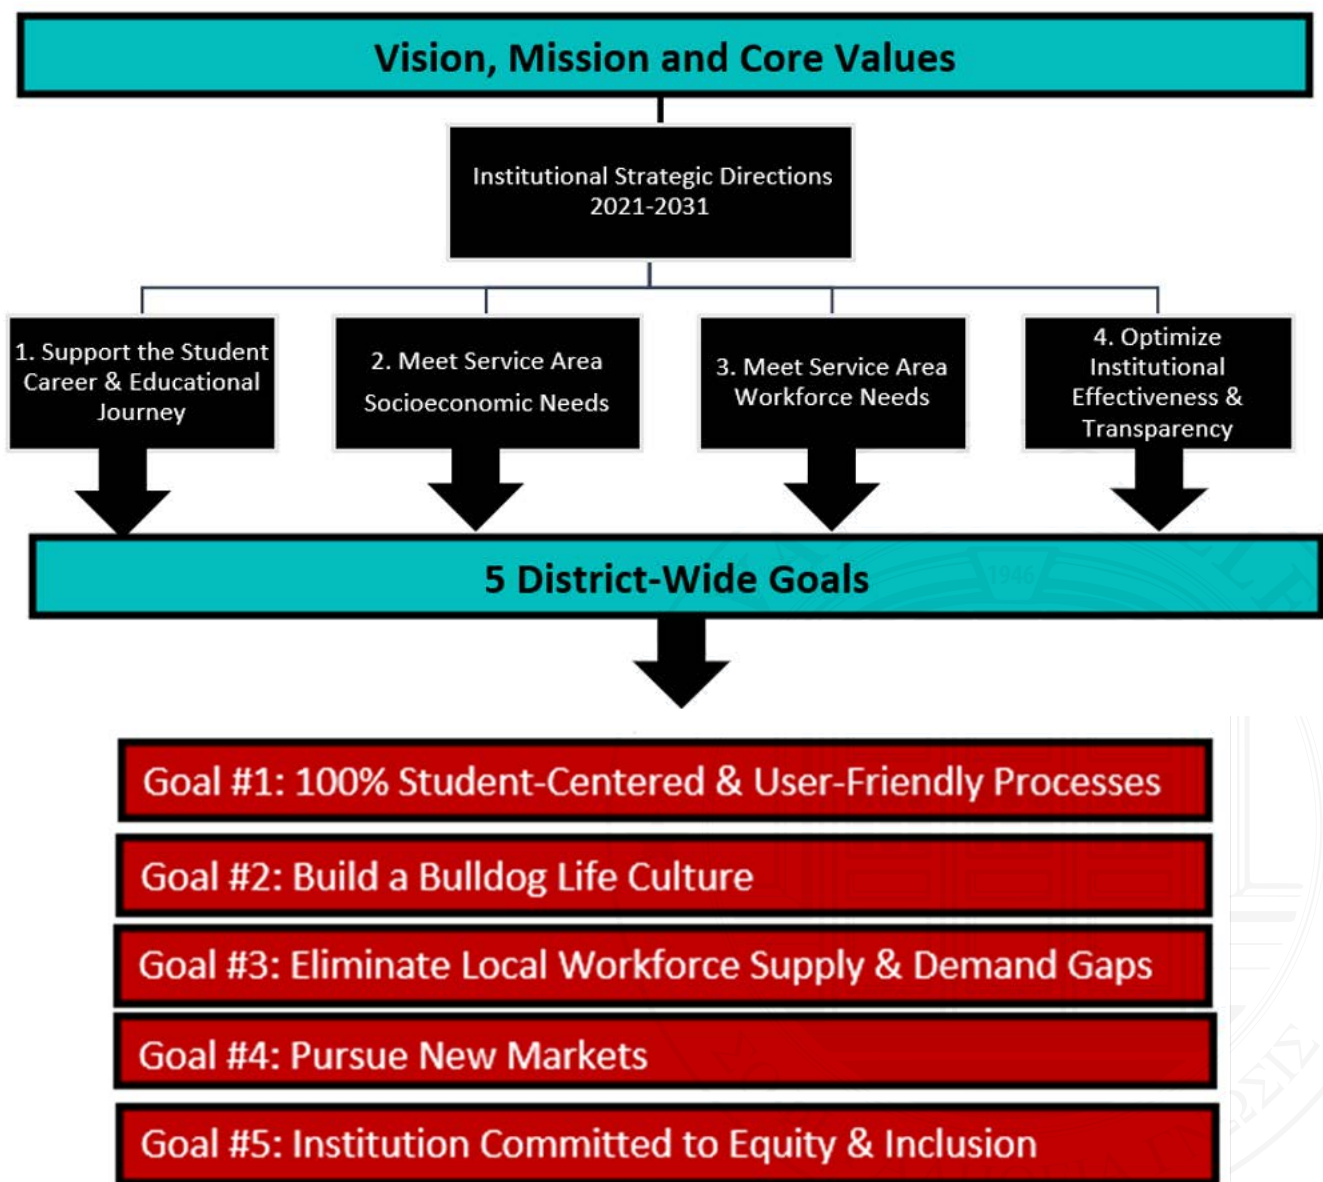 Vision, Mission and Core Values
Institutional Strategic Directions
2021-2031
1. Support the Student
Career & Educational
Journey
2. Meet Service Area
Socioeconomic Needs
3. Meet Service Area
Workforce Needs
4. Optimize
Institutional
Effectiveness &
Transparency
5 District-Wide Goals
1946
Goal #1: 100% Student-Centered & User-Friendly Processes
Goal #2: Build a Bulldog Life Culture
Goal #3: Eliminate Local Workforce Supply & Demand Gaps
Goal #4: Pursue New Markets
Goal #5: Institution Committed to Equity & Inclusion